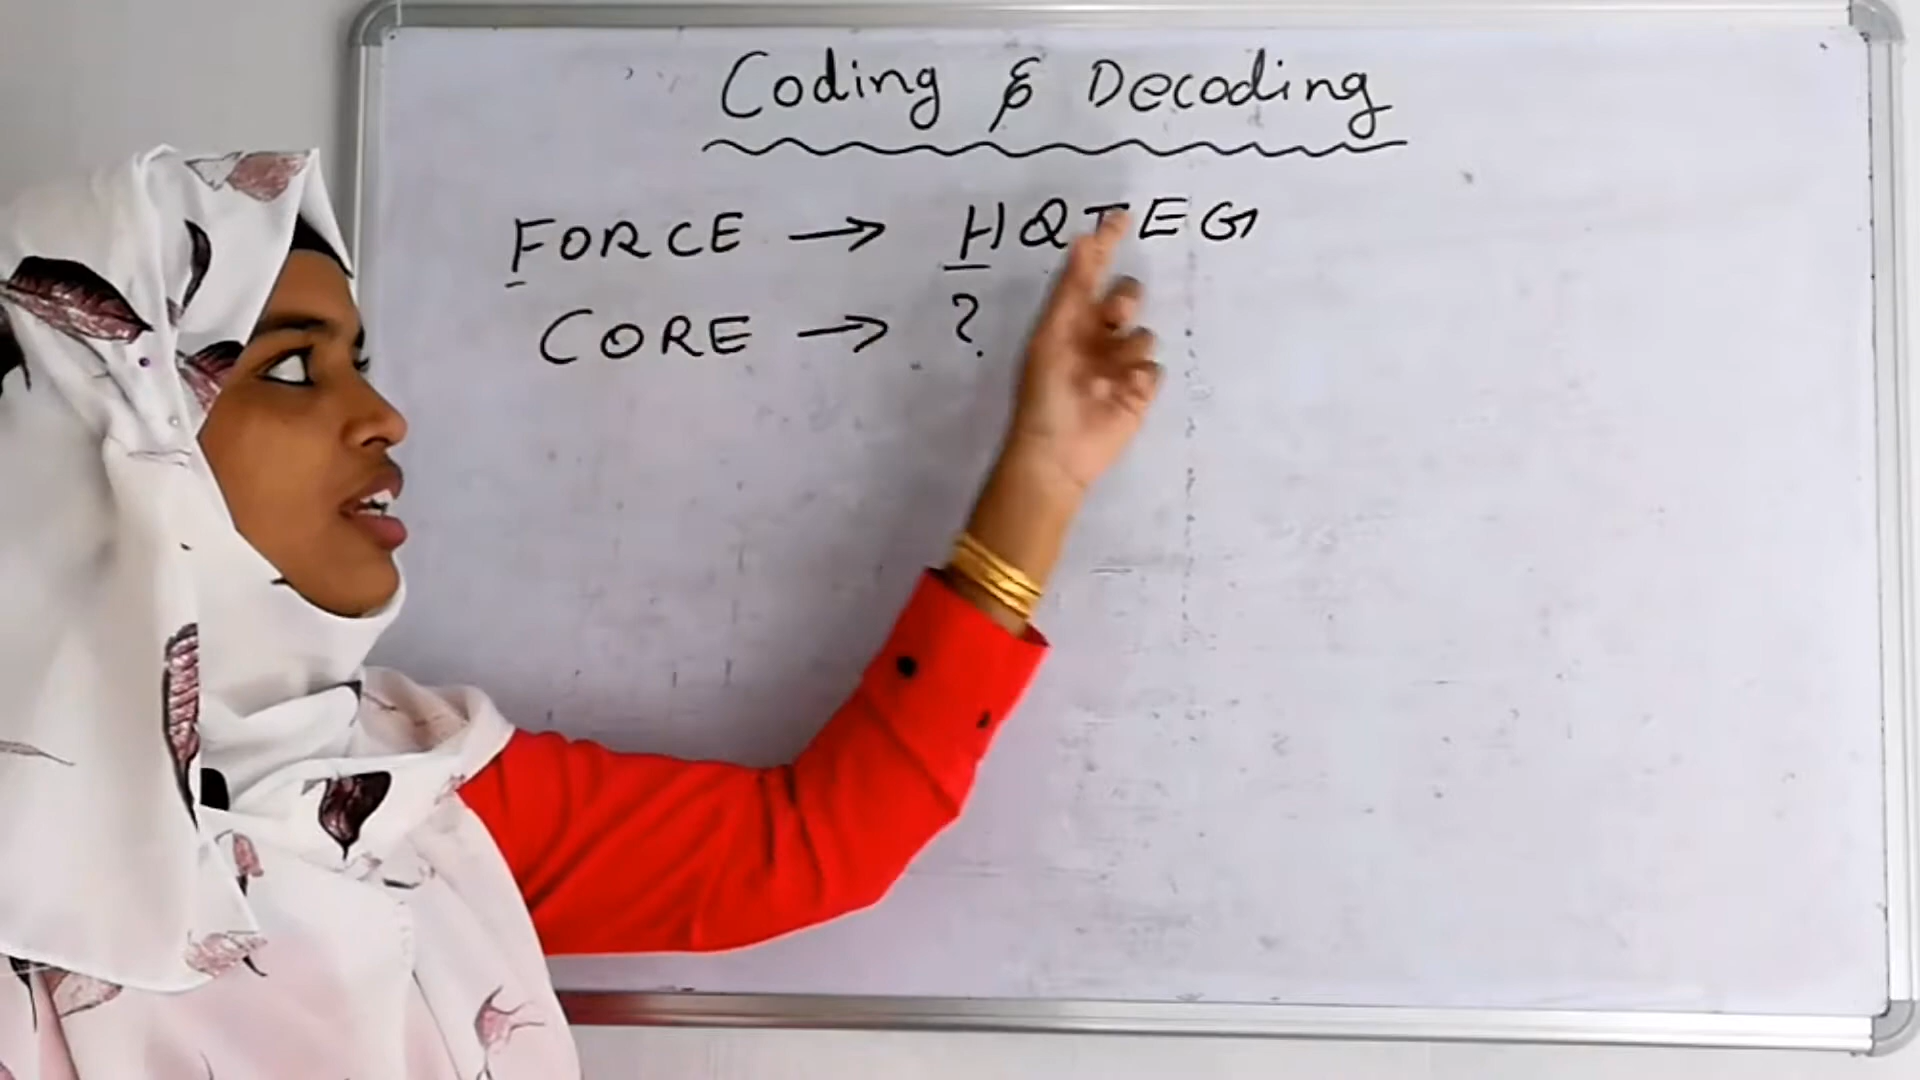 Coding & Decoding
FORCE → HQTEG
CORE → ?